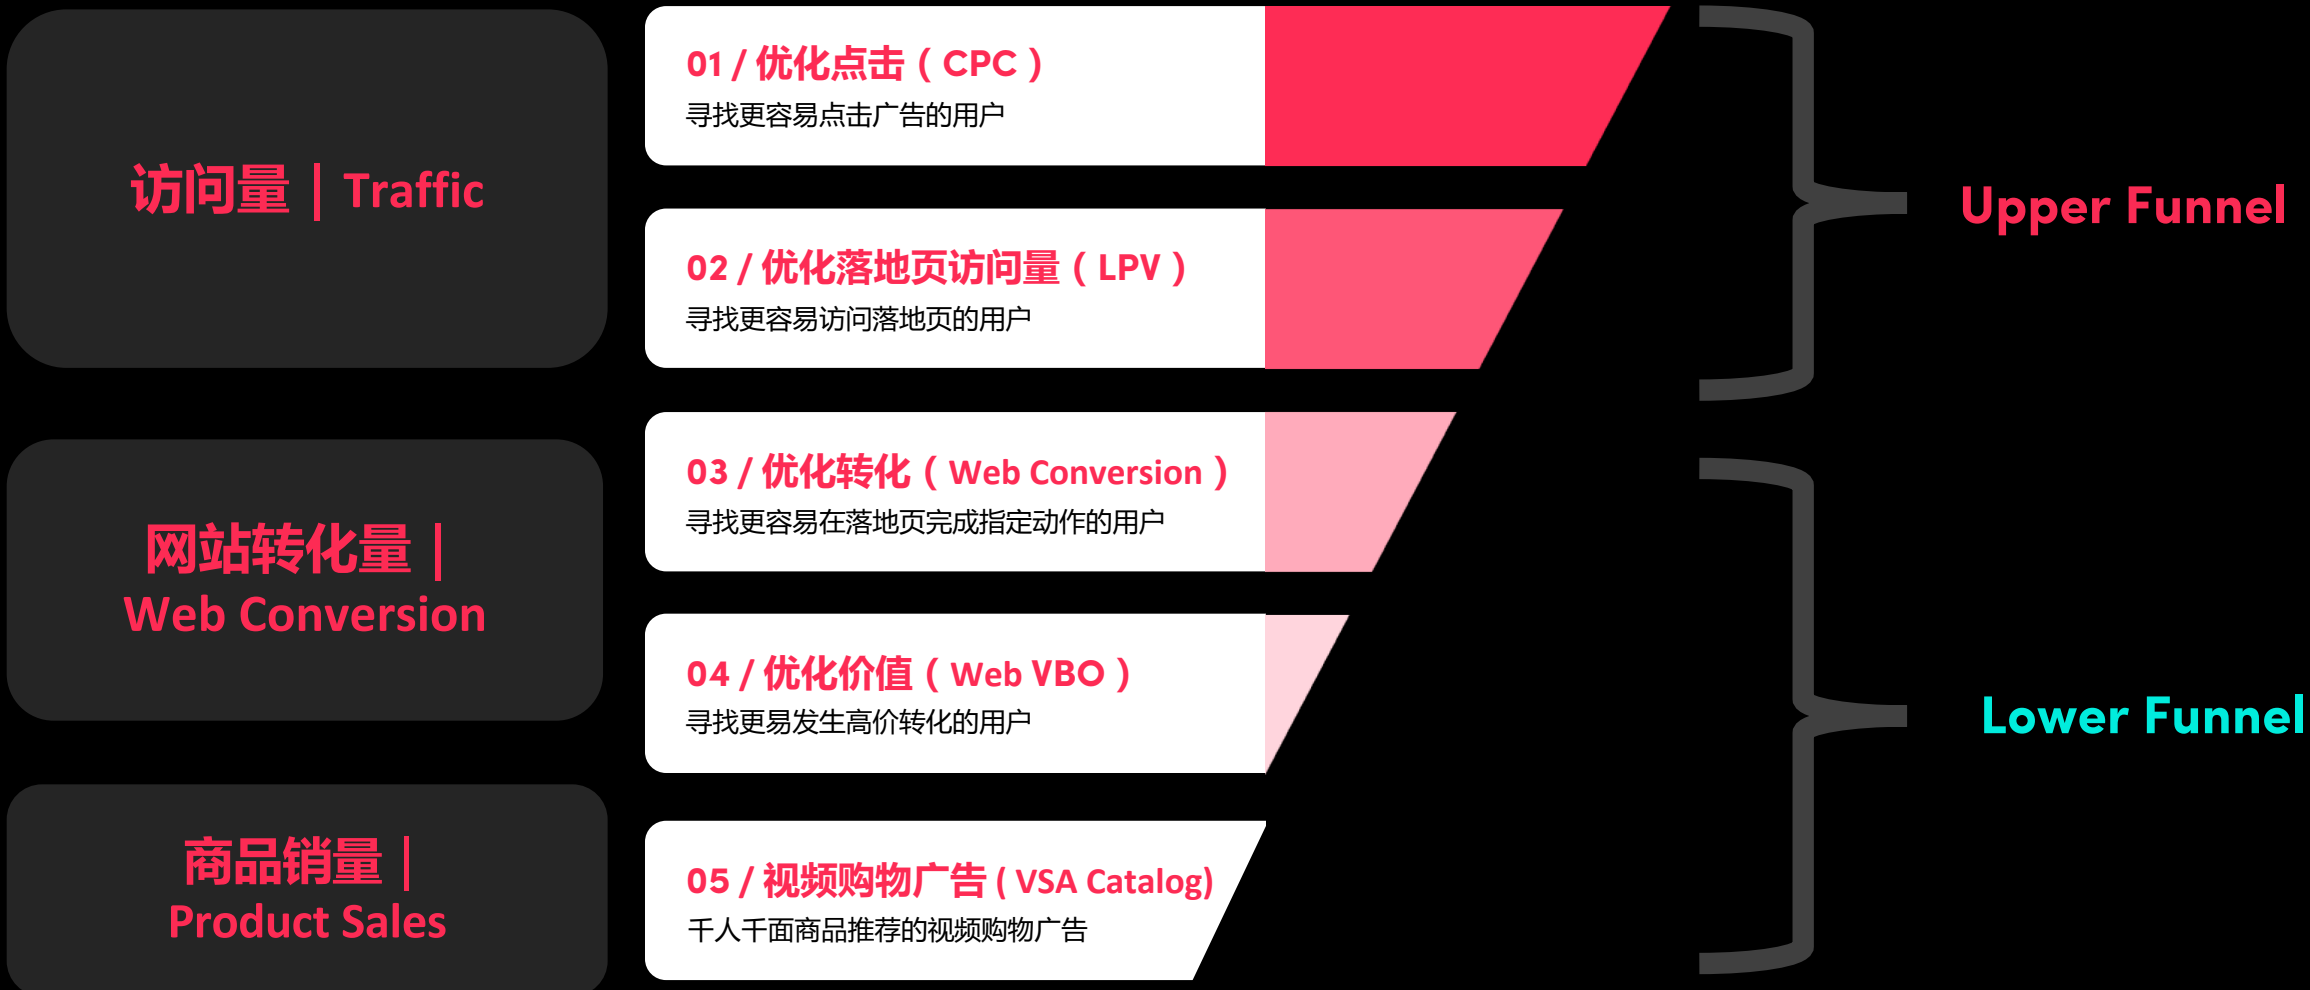 访问量 | Traffic
01 / 优化点击（ CPC ）
寻找更容易点击广告的用户
02 / 优化落地页访问量（ LPV ）
寻找更容易访问落地页的用户
Upper Funnel
网站转化量 |
Web Conversion
03 / 优化转化（ Web Conversion ）
寻找更容易在落地页完成指定动作的用户
04 / 优化价值（ Web VBO ）
寻找更易发生高价转化的用户
商品销量 |
Product Sales
05 / 视频购物广告 ( VSA Catalog)
千人千面商品推荐的视频购物广告
Lower Funnel